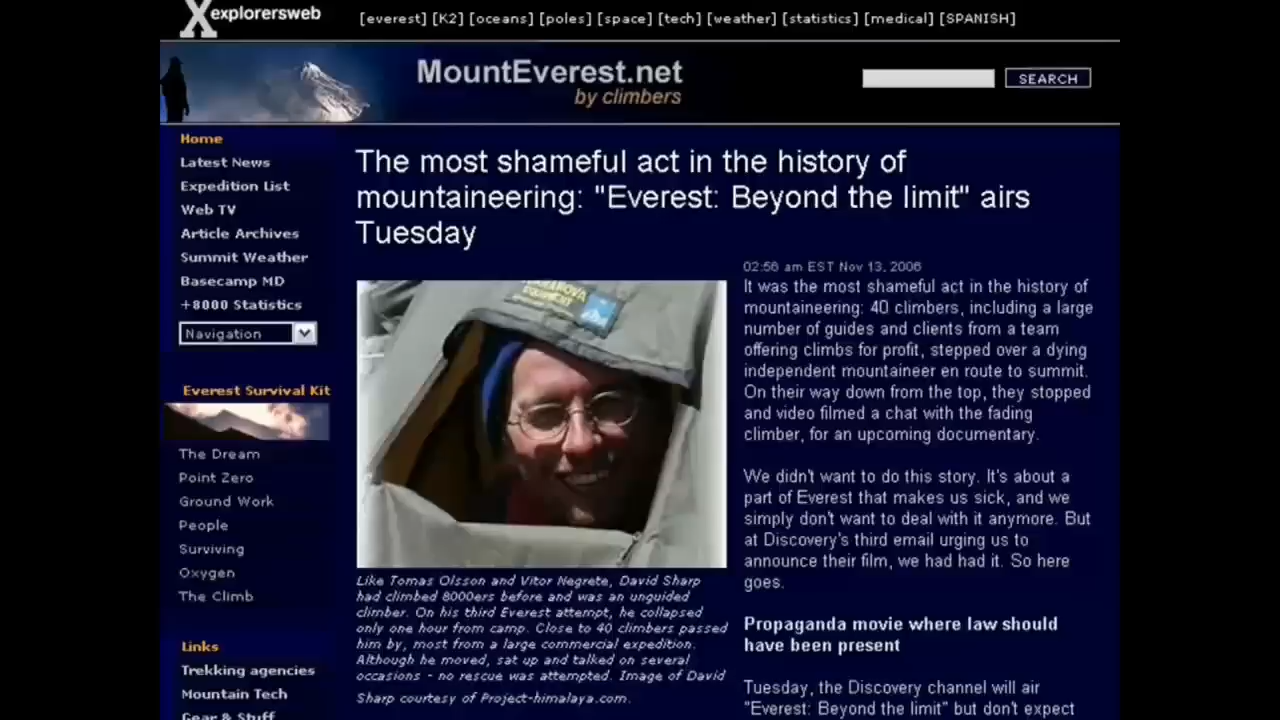 explorersweb
[everest] [K2] [oceans] [poles] [space] [tech] [weather] [statistics] [medical] [SPANISH]
MountEverest.net
by climbers
SEARCH
Home
Latest News
Expedition List
Web TV
Article Archives
Summit Weather
Basecamp MD
+8000 Statistics
Navigation
Everest Survival Kit
The Dream
Point Zero
Ground Work
People
Surviving
Oxygen
The Climb
Links
Trekking agencies
Mountain Tech
Gear & Stuff
The most shameful act in the history of
mountaineering: "Everest: Beyond the limit" airs
Tuesday
Like Tomas Olsson and Vitor Negrete, David Sharp
had climbed 8000ers before and was an unguided
climber. On his third Everest attempt, he collapsed
only one hour from camp. Close to 40 climbers passed
him by, most from a large commercial expedition.
Although he moved, sat up and talked on several
occasions - no rescue was attempted. Image of David
Sharp courtesy of Project-himalaya.com.
02:56 am EST Nov 13, 2006
It was the most shameful act in the history of
mountaineering: 40 climbers, including a large
number of guides and clients from a team
offering climbs for profit, stepped over a dying
independent mountaineer en route to summit.
On their way down from the top, they stopped
and video filmed a chat with the fading
climber, for an upcoming documentary.
We didn't want to do this story. It's about a
part of Everest that makes us sick, and we
simply don't want to deal with it anymore. But
at Discovery's third email urging us to
announce their film, we had had it. So here
goes.
Propaganda movie where law should
have been present
Tuesday, the Discovery channel will air
"Everest: Beyond the limit" but don't expect